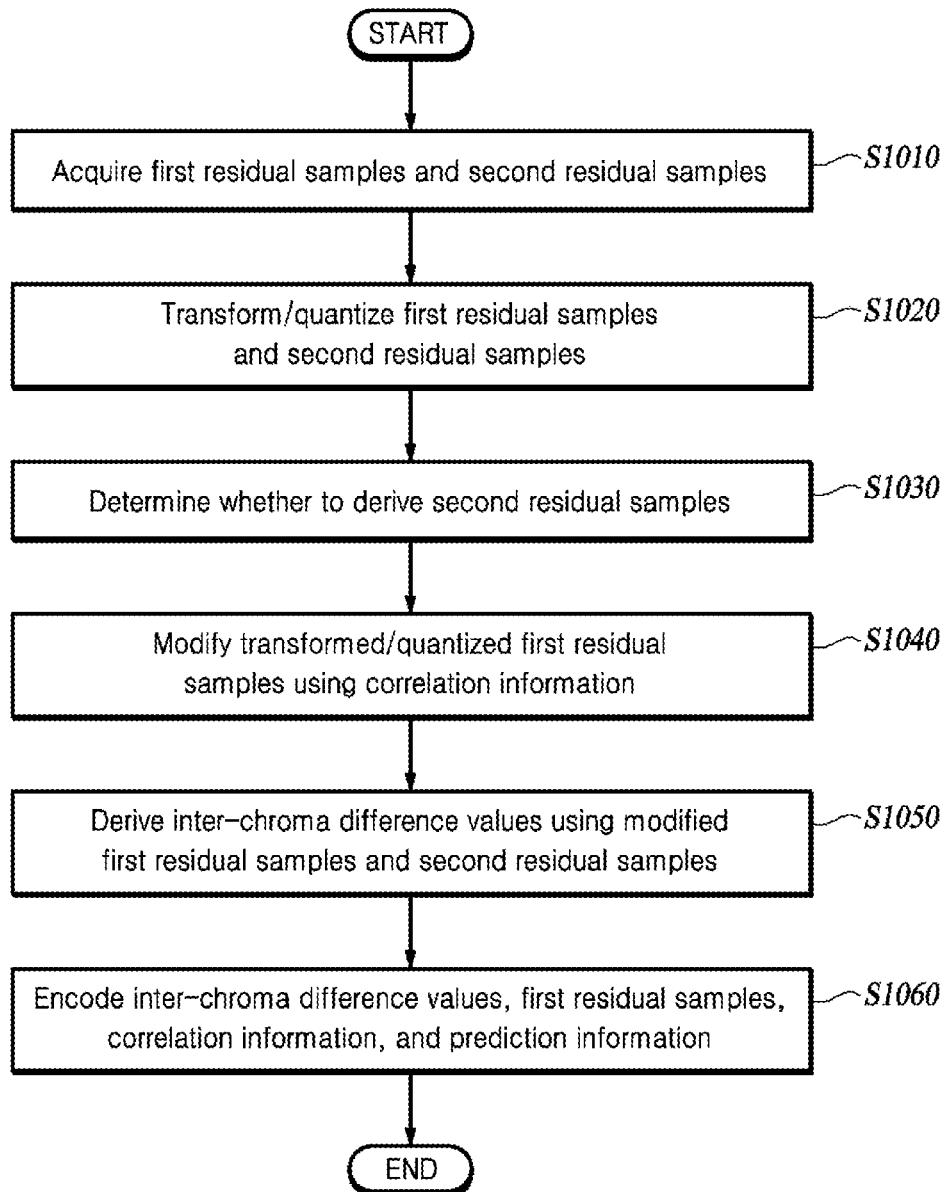 START
Acquire first residual samples and second residual samples
S1010
Transform/quantize first residual samples
and second residual samples
S1020
Determine whether to derive second residual samples
S1030
Modify transformed/quantized first residual
samples using correlation information
S1040
Derive inter-chroma difference values using modified
first residual samples and second residual samples
S1050
Encode inter-chroma difference values, first residual samples,
correlation information, and prediction information
S1060
END